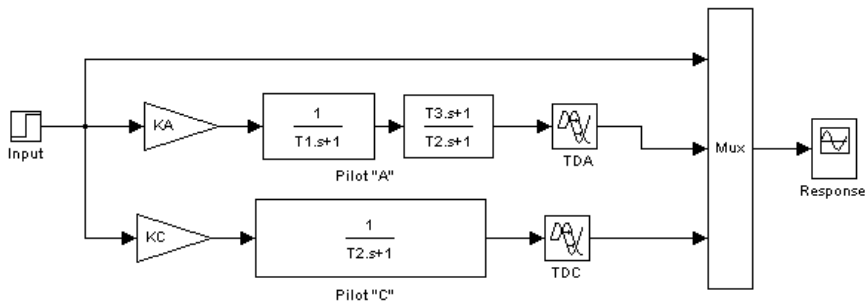 Input
KA
1
T1.s+1
T3.s+1
T2.s+1
Pilot "A"
TDA
KC
1
T2.s+1
Pilot "C"
TDC
Mux
Response